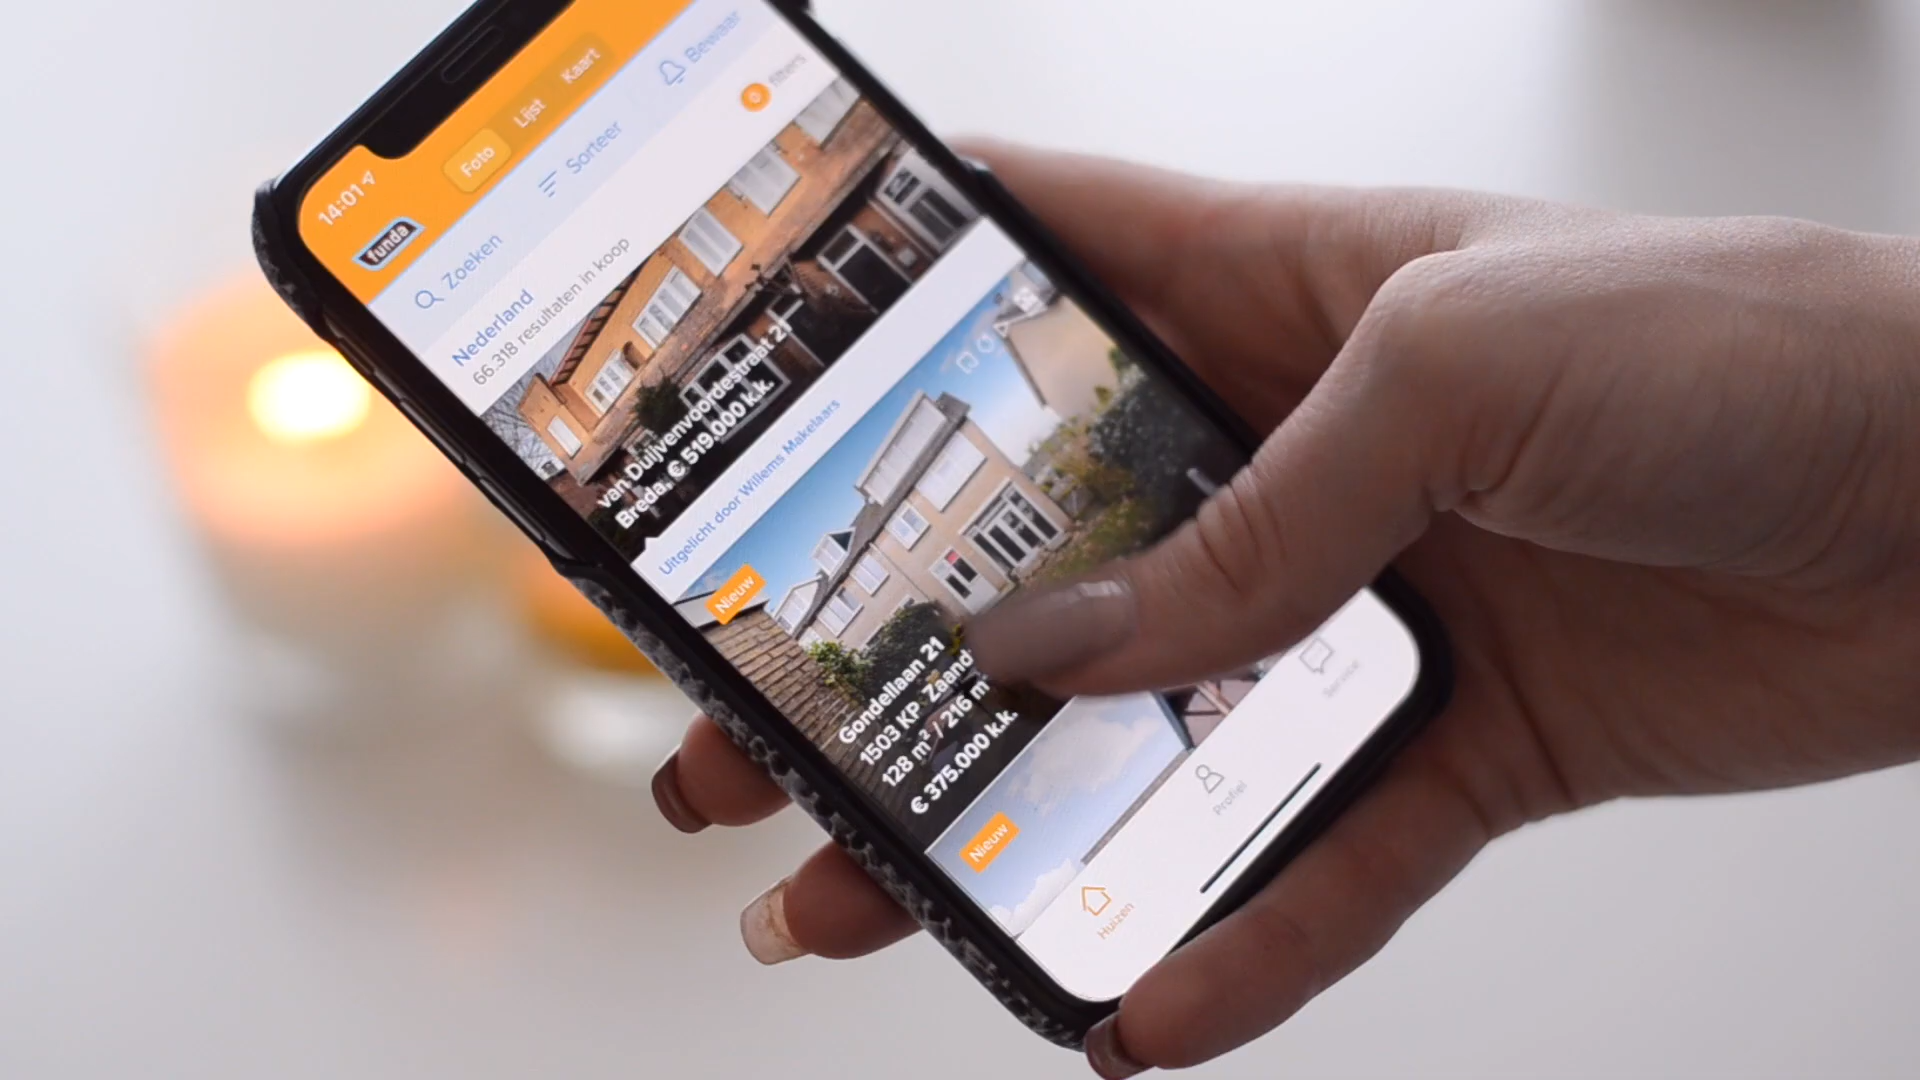 14:01
Foto Lijst Kaart
funda
Zoeken Sorteer Bewaar
Nederland
66.318 resultaten in koop
0 filters
van Duijvenvoordestraat 2
Breda, € 519.000 k.k.
Uitgelicht door Willems Makelaars
Nieuw
Gondellaan 21
1503 KP Zaand
128 m² / 216 m
€ 375.000 k.k.
Nieuw
Huizen Profiel Service